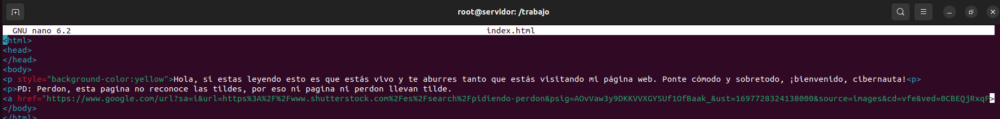 root@servidor: /trabajo
GNU nano 6.2 index.html
<html>
<head>
</head>
<body>
<p style="background-color:yellow">Hola, si estas leyendo esto es que estás vivo y te aburres tanto que estás visitando mi página web. Ponte cómodo y sobretodo, ¡bienvenido, cibernauta!<p>
<p>PD: Perdon, esta pagina no reconoce las tildes, por eso ni pagina ni perdon llevan tilde.
<a href="https://www.google.com/url?sa=i&url=https%3A%2F%2Fwww.shutterstock.com%2Fes%2Fsearch%2Fpidiendo-perdon&psig=AOvVaw3y9DKKVVXGYSUf1OfBaak_&ust=1697728324138000&source=images&cd=vfe&ved=0CBEQjRxqF>
</body>
</html>